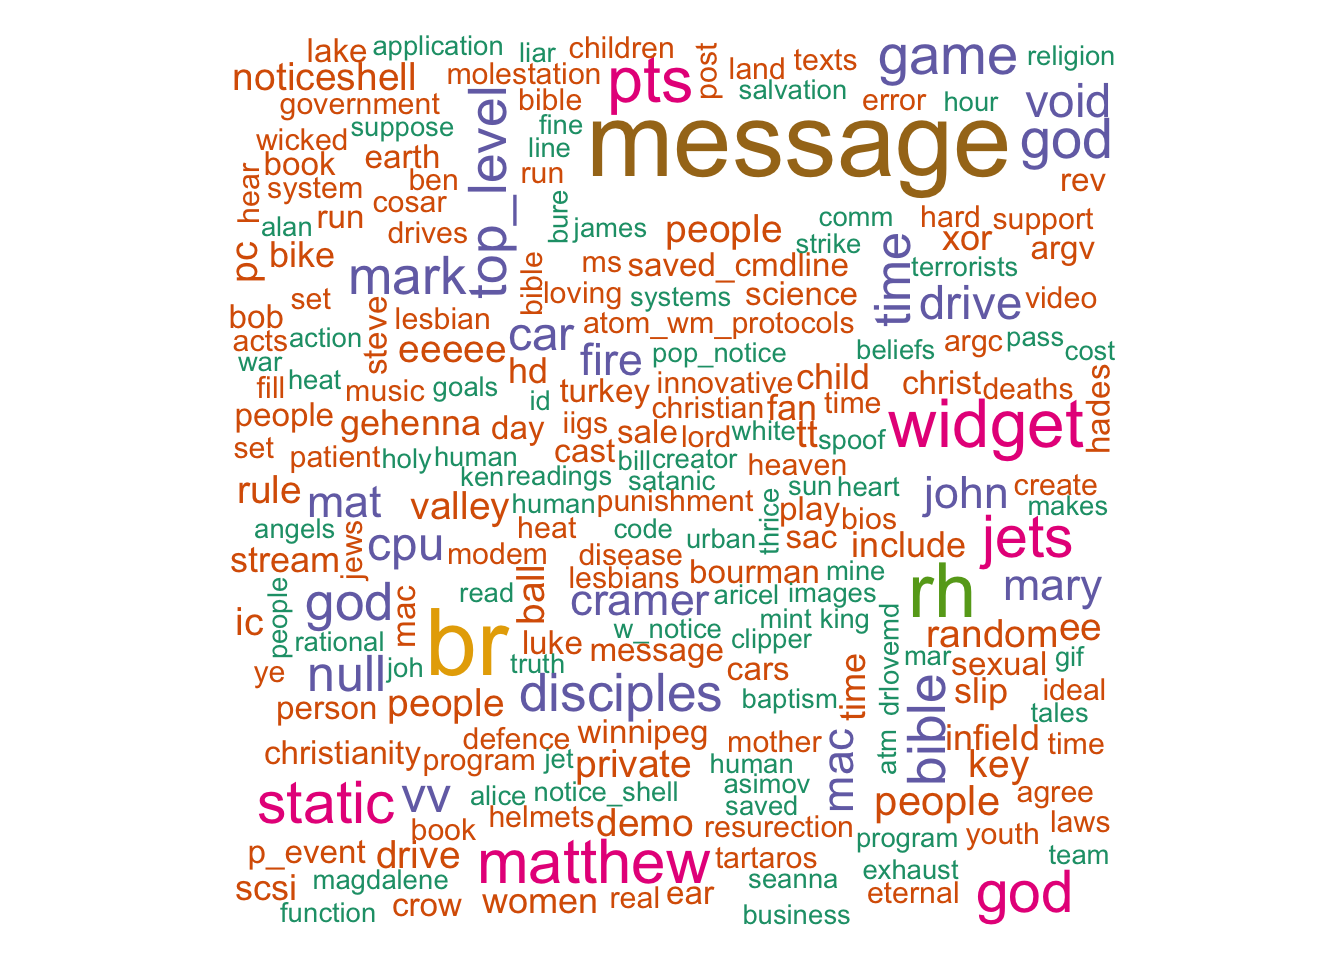 lake application liar children post land texts game religion
noticeshell molestation pts salvation error hour void
government bible top_level message god
wicked suppose fine
book earth line
hear system ben run rev
alan run cosar bure james people comm hard support
pc bike drives strike xor argv
mark bible ms saved_cmdline time terrorists
set loving systems science drive video
bob steve lesbian car atom_wm_protocols
acts action eeeee fire pop_notice beliefs argc pass cost
war hd
fill heat music goals id turkey innovative child christ deaths hades
people gehenna day iigs christian fan time widget
set cast sale lord white tt spoof
patient holy human bill creator heaven
ken readings satanic
rule mat valley human punishment thrice sun heart john create
angels heat code play bios makes
stream jews cpu modem disease urban sac include jets
lesbians bourman mine
people god mac read ball cramer aricel images rh mary
ic w_notice mint king drlovemd
rational br luke clipper random ee
ye null joh truth message cars time mar sexual gif
person people disciples baptism bible slip ideal
tales
christianity defence winnipeg mother mac atm infield time
program jet private human key
static vv alice notice_shell asimov people agree
saved
book helmets demo resurection program youth laws
p_event drive matthew tartaros exhaust team
scsi magdalene seanna eternal god
function crow women real ear business